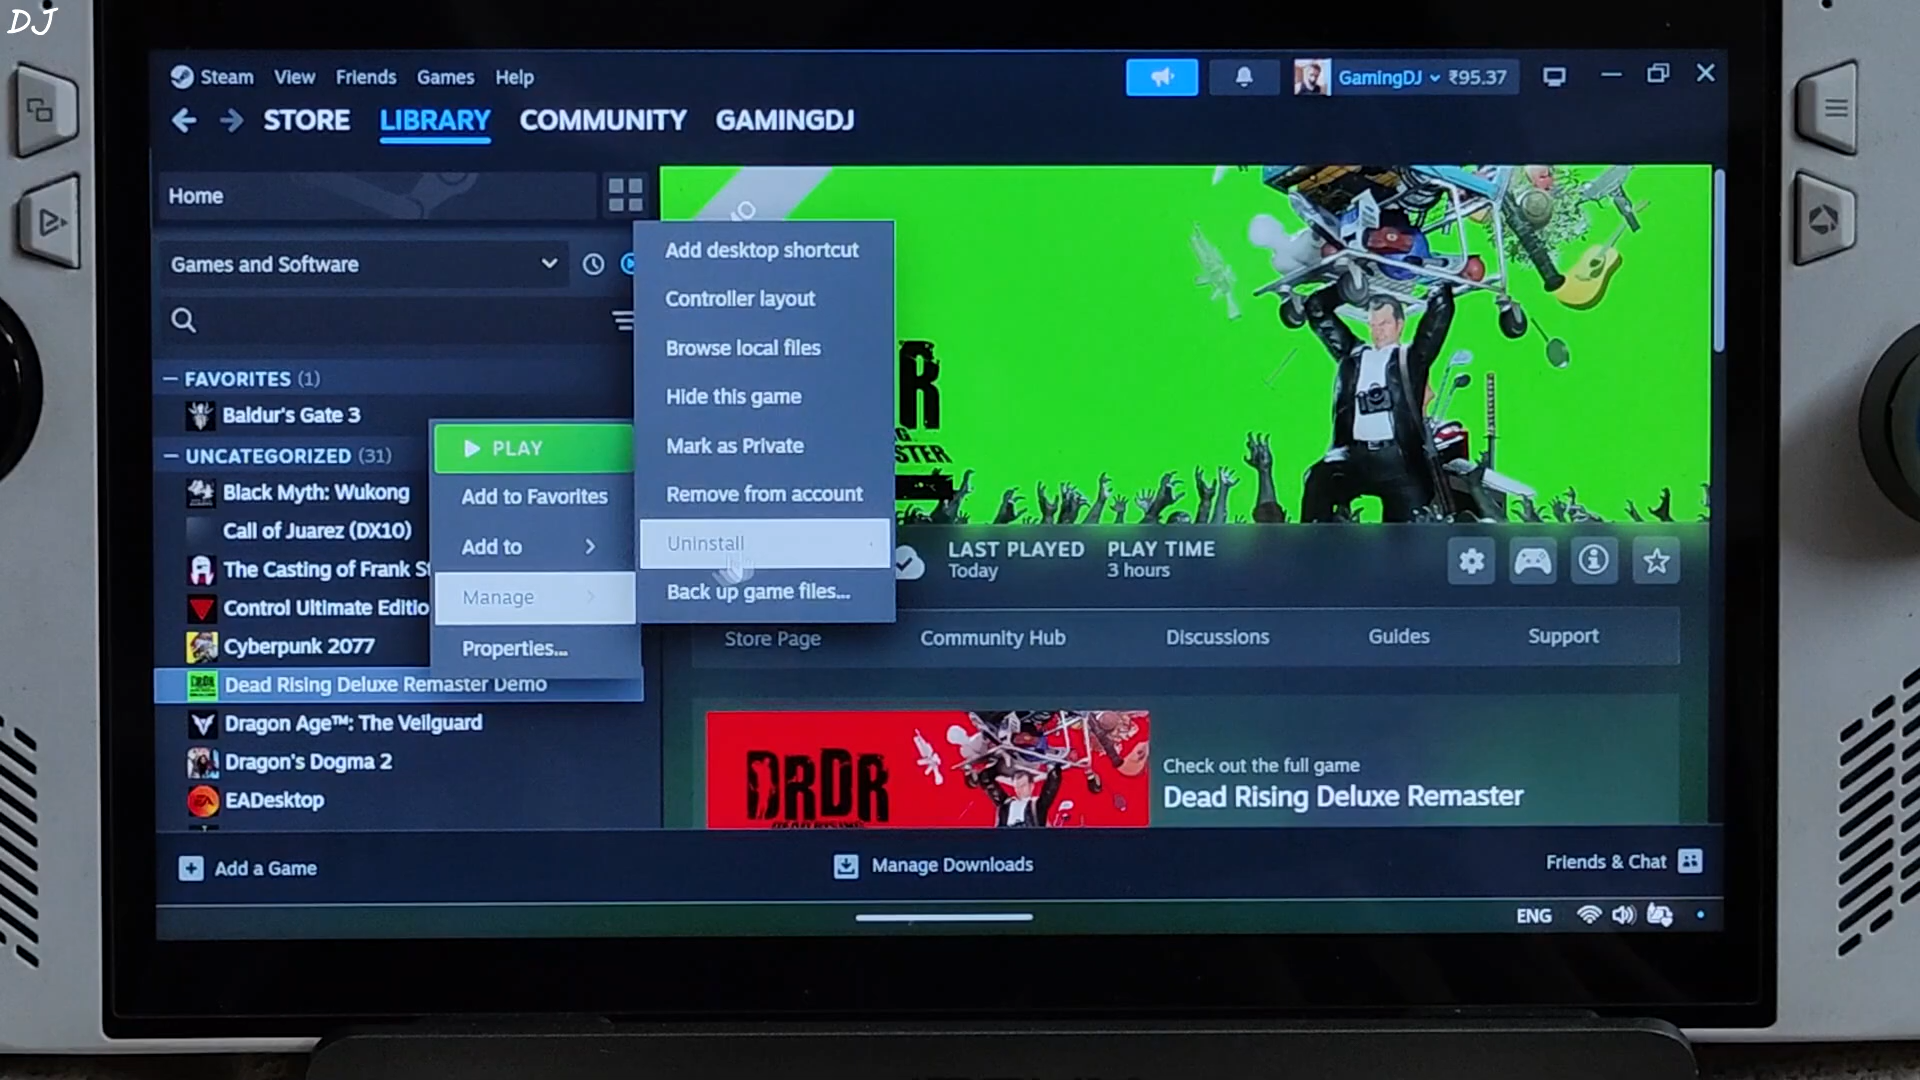 DJ
Steam View Friends Games Help
GamingDJ ₹95.37
STORE LIBRARY COMMUNITY GAMINGDJ
Home
Games and Software
FAVORITES (1)
Baldur's Gate 3
UNCATEGORIZED (31)
Black Myth: Wukong
Call of Juarez (DX10)
The Casting of Frank St
Control Ultimate Editio
Cyberpunk 2077
Dead Rising Deluxe Remaster Demo
Dragon Age™: The Veilguard
Dragon's Dogma 2
EADesktop
PLAY
Add to Favorites
Add to
Manage
Properties...
Add desktop shortcut
Controller layout
Browse local files
Hide this game
Mark as Private
Remove from account
Uninstall
Back up game files...
R
STER
LAST PLAYED
Today
PLAY TIME
3 hours
Store Page Community Hub Discussions Guides Support
DRDR
Check out the full game
Dead Rising Deluxe Remaster
Add a Game
Manage Downloads
Friends & Chat
ENG